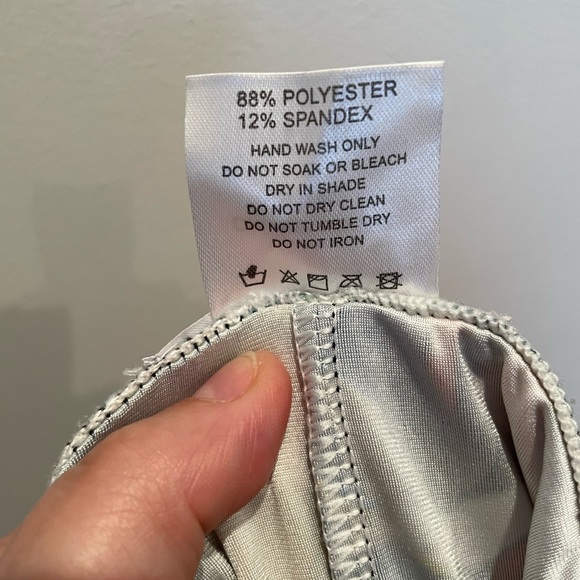 88% POLYESTER
12% SPANDEX
HAND WASH ONLY
DO NOT SOAK OR BLEACH
DRY IN SHADE
DO NOT DRY CLEAN
DO NOT TUMBLE DRY
DO NOT IRON